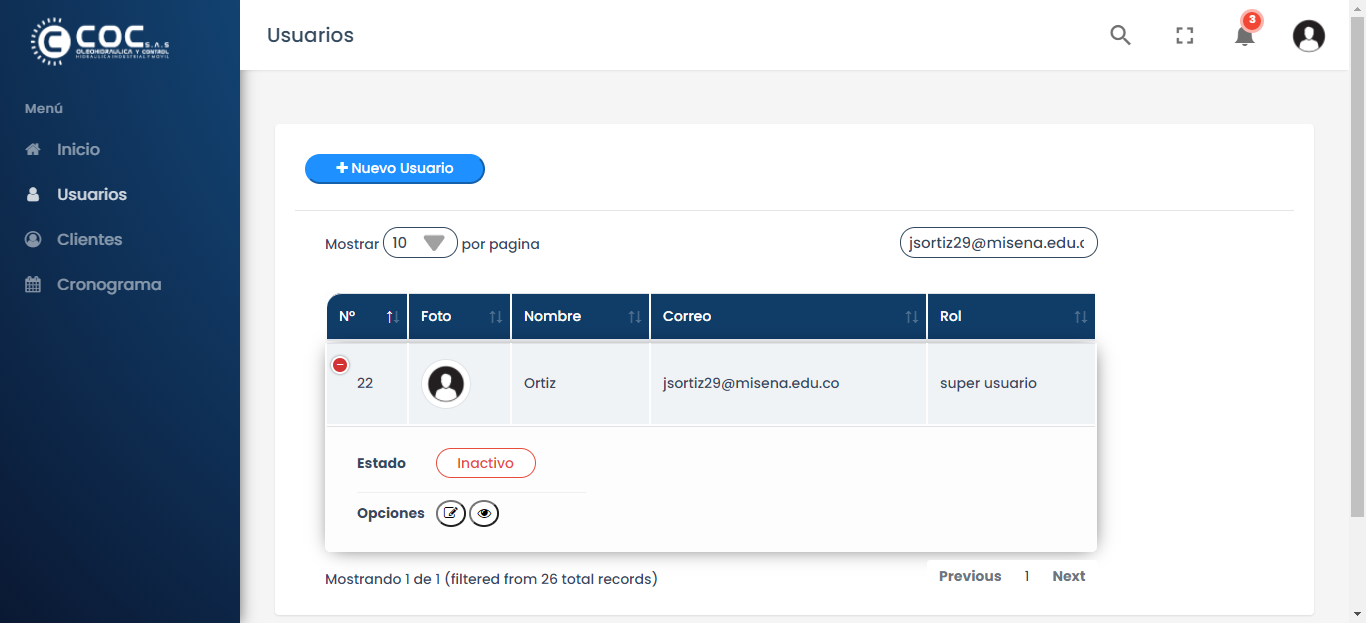 COC S.A.S
OLEOHIDRAULICA Y CONTROL
HIDRAULICA INDUSTRIAS Y MOVIL
Usuarios
3
Menú
Inicio
Usuarios
Clientes
Cronograma
Nuevo Usuario
Mostrar 10 por pagina
jsortiz29@misena.edu.c
Nº Foto Nombre Correo Rol
22 Ortiz jsortiz29@misena.edu.co super usuario
Estado Inactivo
Opciones
Mostrando 1 de 1 (filtered from 26 total records)
Previous 1 Next